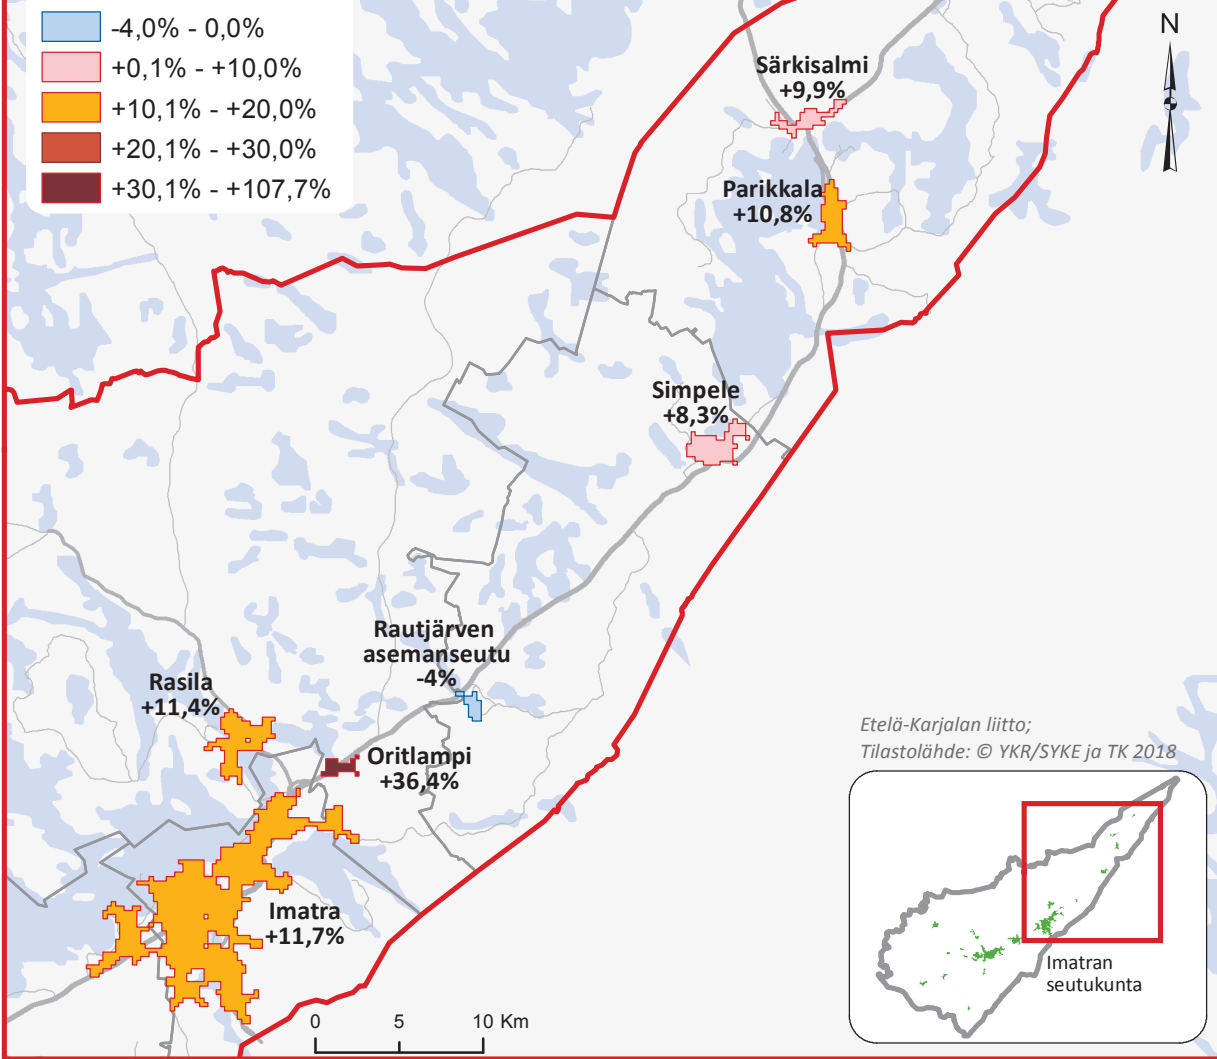 -4,0% - 0,0%
+0,1% - +10,0%
+10,1% - +20,0%
+20,1% - +30,0%
+30,1% - +107,7%
N
Särkisalmi
+9,9%
Parikkala
+10,8%
Simpele
+8,3%
Rautjärven
asemanseutu
-4%
Rasila
+11,4%
Oritlampi
+36,4%
Imatra
+11,7%
Etelä-Karjalan liitto;
Tilastolähde: © YKR/SYKE ja TK 2018
Imatran
seutukunta
0 5 10 Km